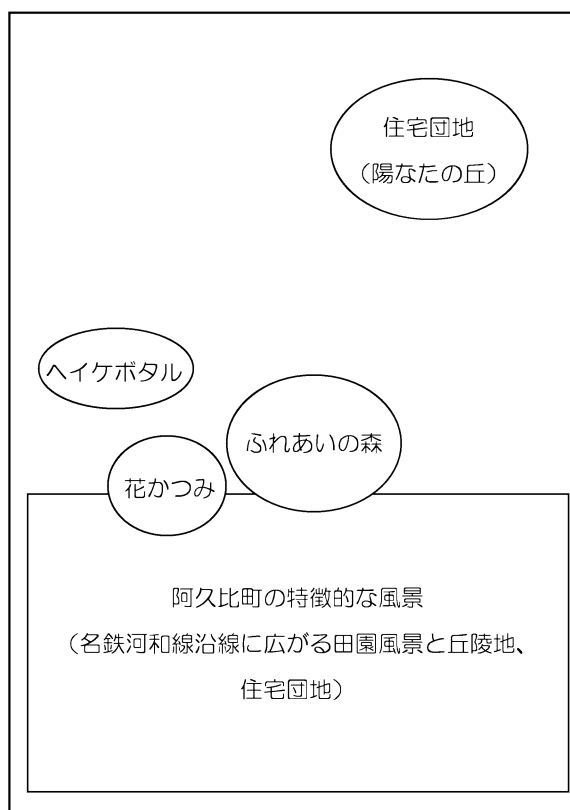 住宅団地
（陽なたの丘）
ヘイケボタル
ふれあいの森
花かつみ
阿久比町の特徴的な風景
（名鉄河和線沿線に広がる田園風景と丘陵地、
住宅団地）